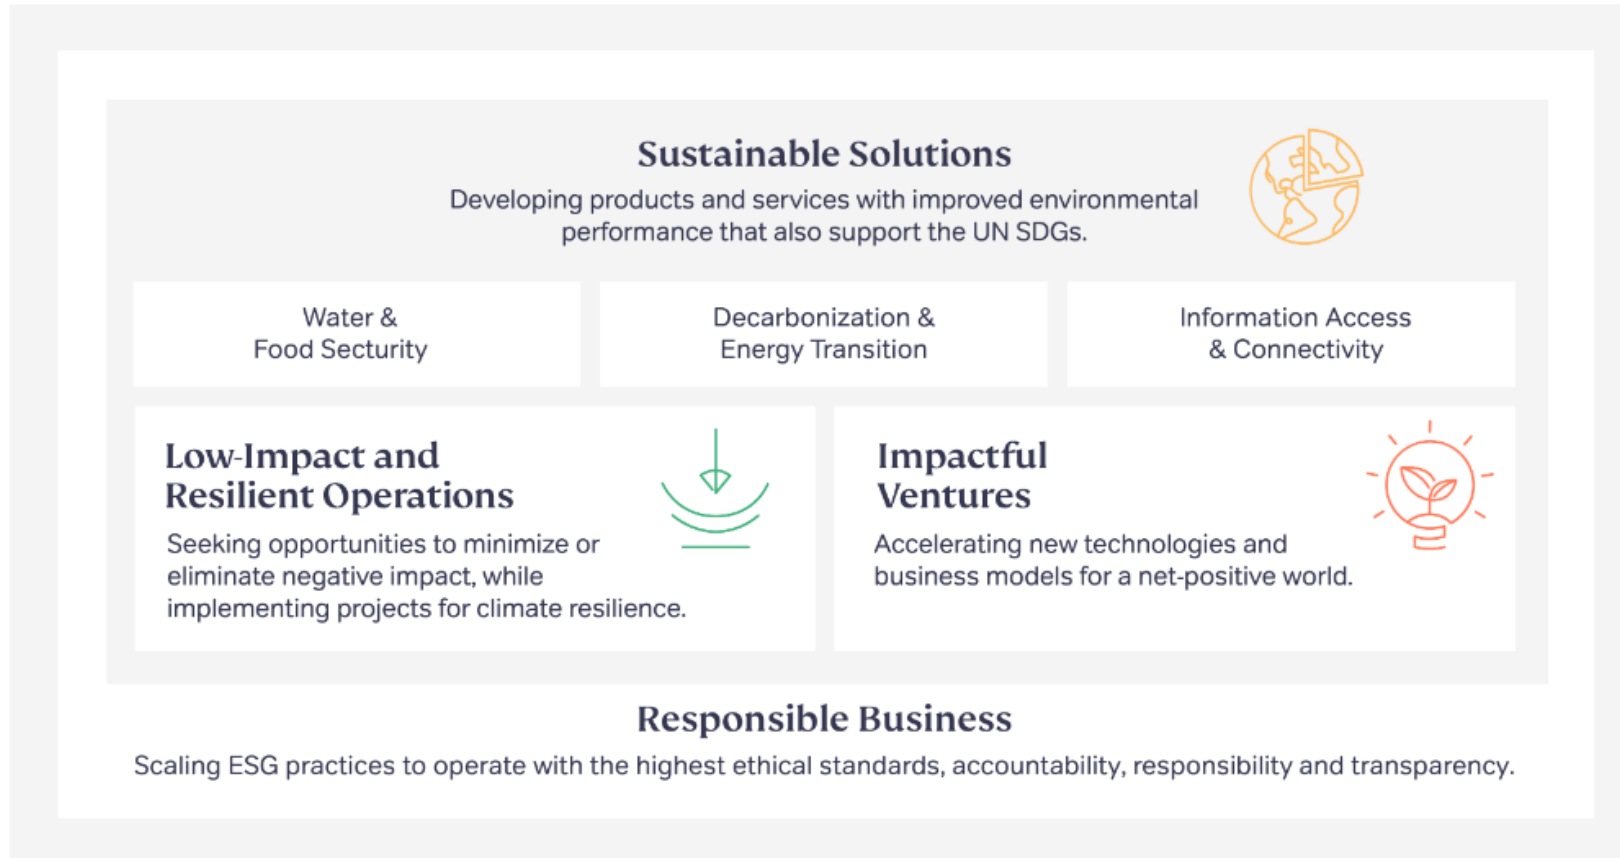 Sustainable Solutions
Developing products and services with improved environmental
performance that also support the UN SDGs.
Water &
Food Secturity
Decarbonization &
Energy Transition
Information Access
& Connectivity
Low-Impact and
Resilient Operations
Seeking opportunities to minimize or
eliminate negative impact, while
implementing projects for climate resilience.
Impactful
Ventures
Accelerating new technologies and
business models for a net-positive world.
Responsible Business
Scaling ESG practices to operate with the highest ethical standards, accountability, responsibility and transparency.